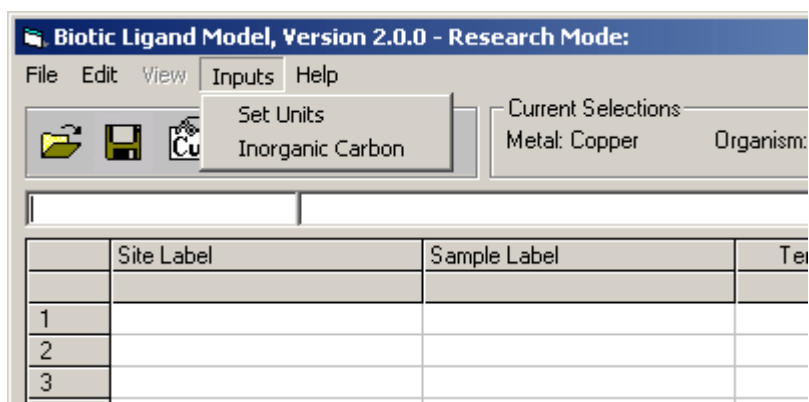 Biotic Ligand Model, Version 2.0.0 - Research Mode:
File Edit View Inputs Help
Set Units
Inorganic Carbon
Cu
Current Selections
Metal: Copper Organism:
Site Label Sample Label
1
2
3